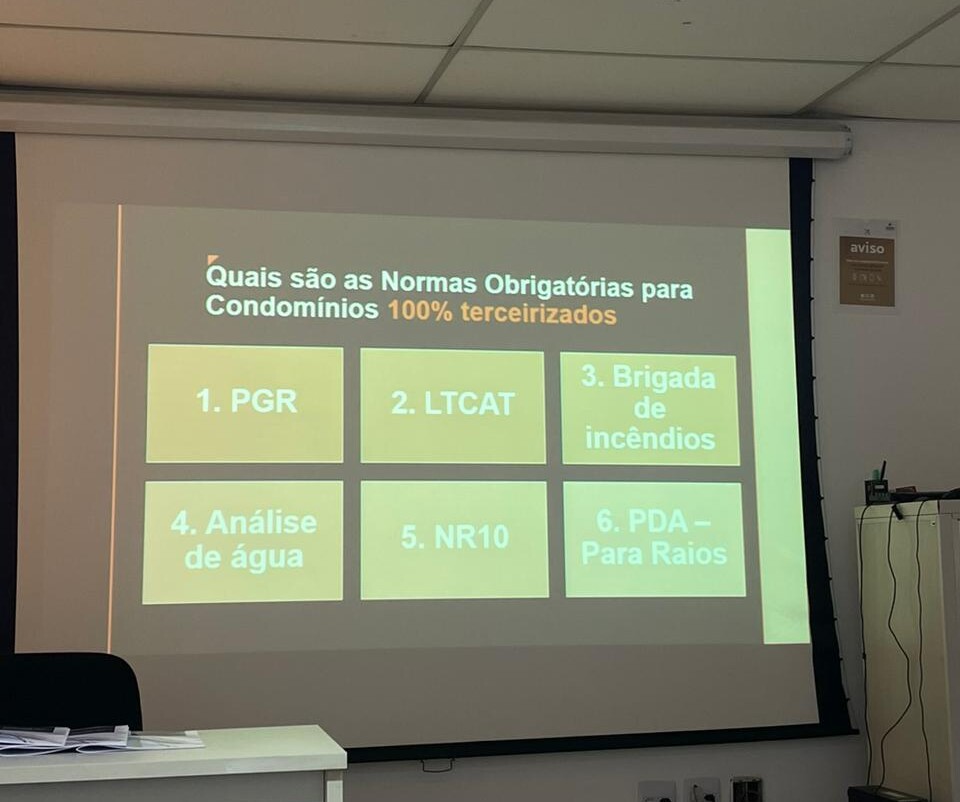 Quais são as Normas Obrigatórias para
Condomínios 100% terceirizados
1. PGR
2. LTCAT
3. Brigada
de
incêndios
4. Análise
de água
5. NR10
6. PDA –
Para Raios
aviso